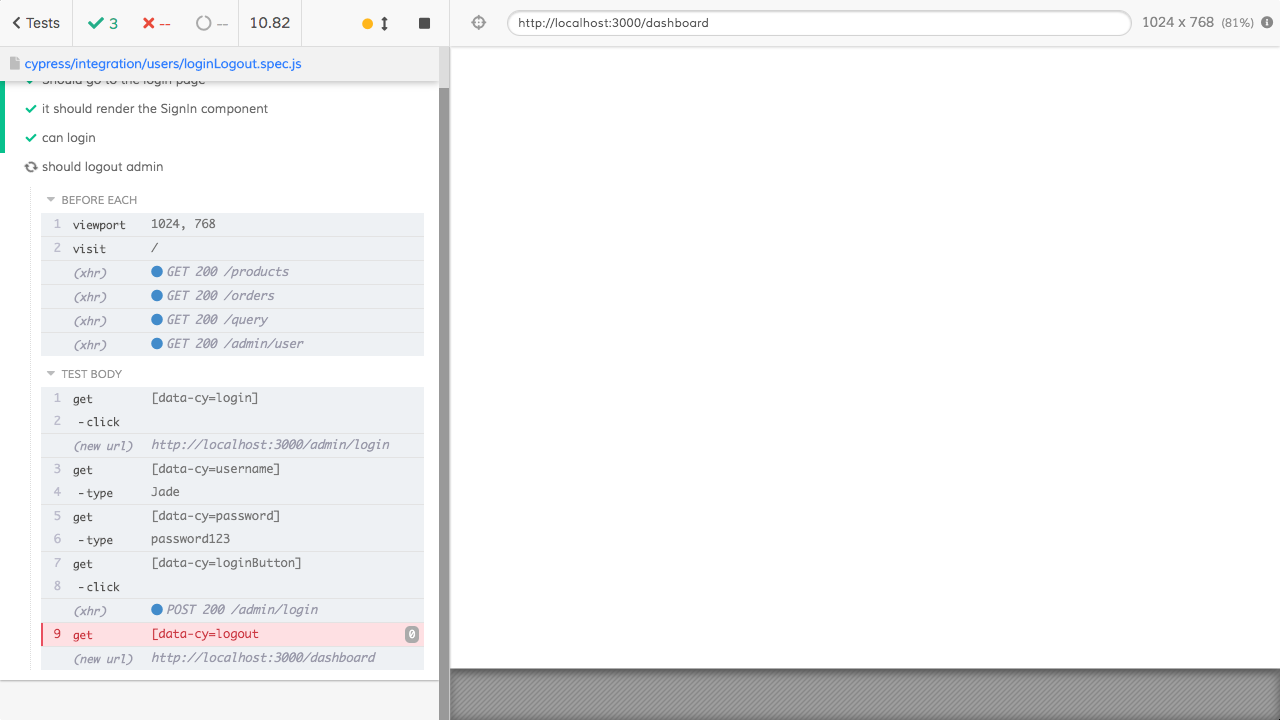 Tests 3 -- -- 10.82
http://localhost:3000/dashboard 1024 x 768 (81%)
cypress/integration/users/loginLogout.spec.js
Should go to the login page
it should render the SignIn component
can login
should logout admin
BEFORE EACH
1 viewport 1024, 768
2 visit /
(xhr) GET 200 /products
(xhr) GET 200 /orders
(xhr) GET 200 /query
(xhr) GET 200 /admin/user
TEST BODY
1 get [data-cy=login]
2 -click
(new url) http://localhost:3000/admin/login
3 get [data-cy=username]
4 -type Jade
5 get [data-cy=password]
6 -type password123
7 get [data-cy=loginButton]
8 -click
(xhr) POST 200 /admin/login
9 get [data-cy=logout 0
(new url) http://localhost:3000/dashboard